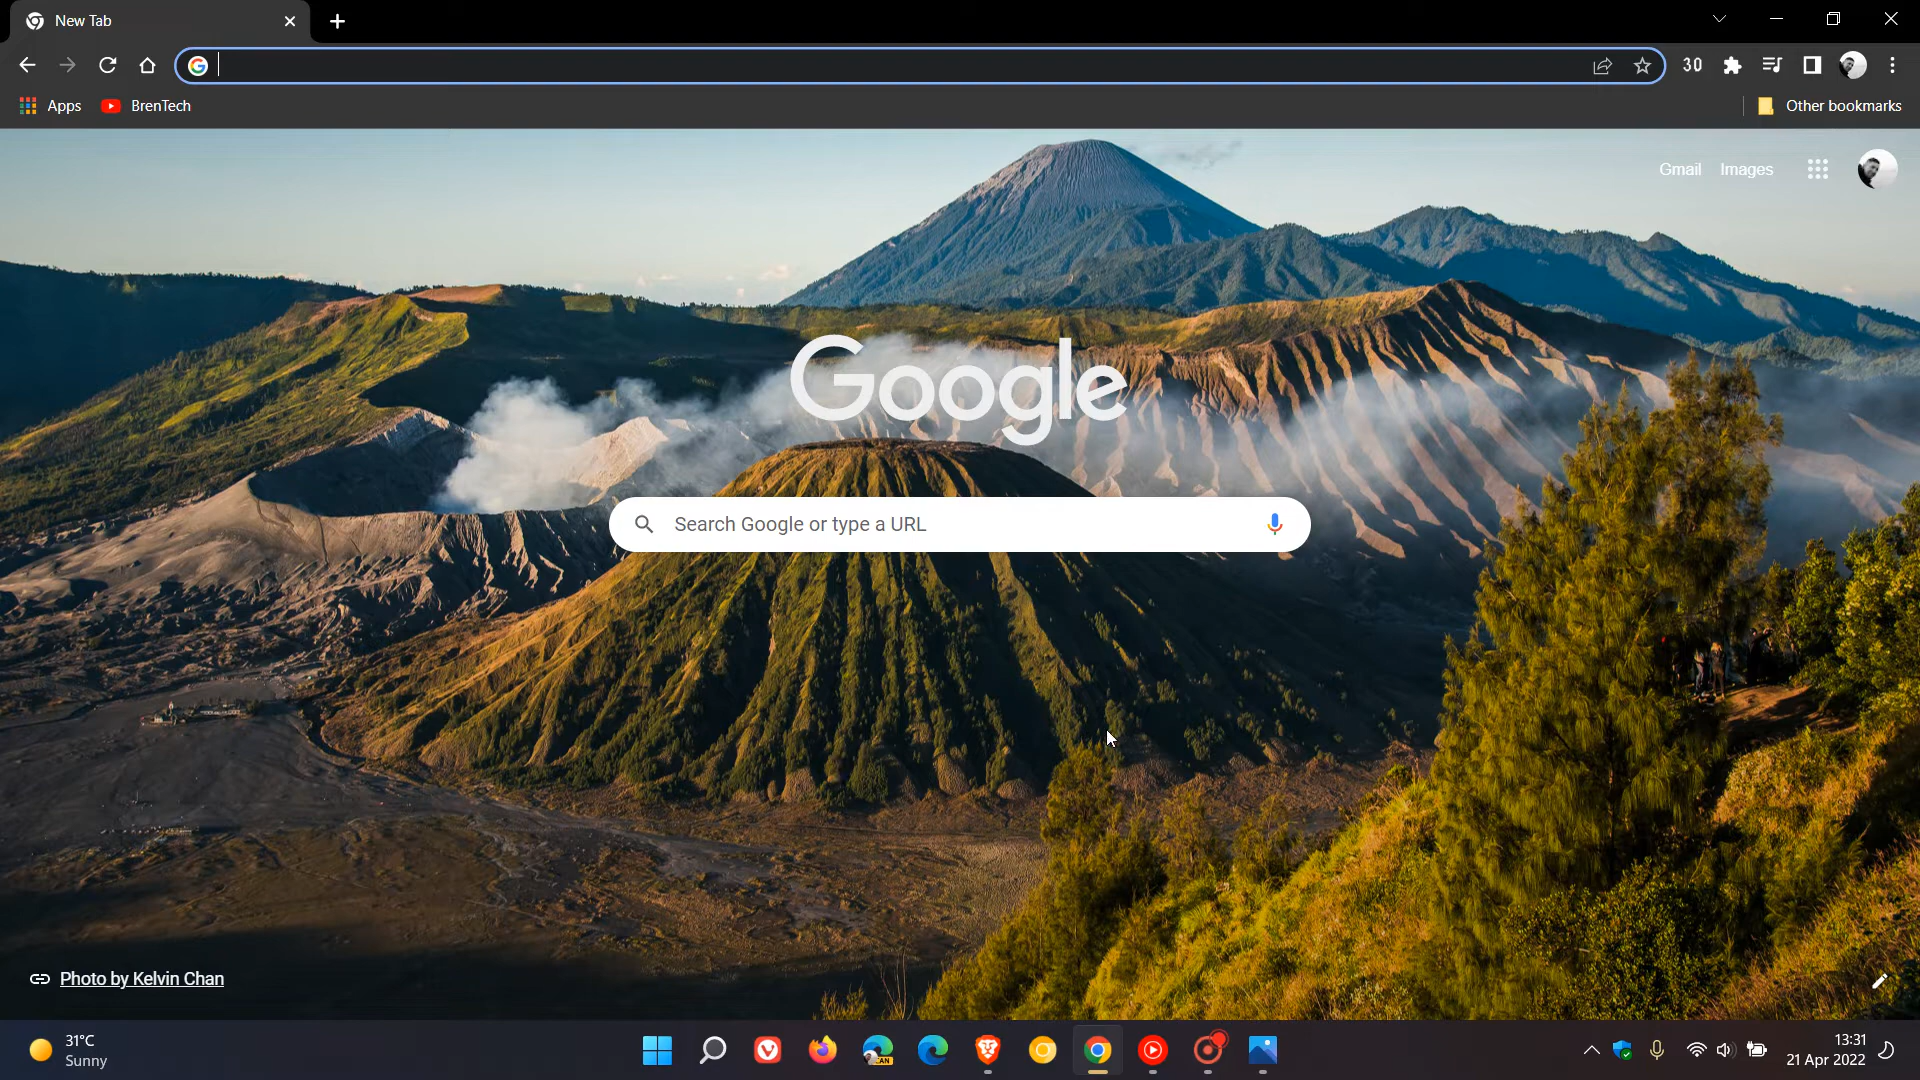 New Tab
30
Apps
BrenTech
Other bookmarks
Gmail
Images
Google
Search Google or type a URL
Photo by Kelvin Chan
31°C
Sunny
CAN
13:31
21 Apr 2022